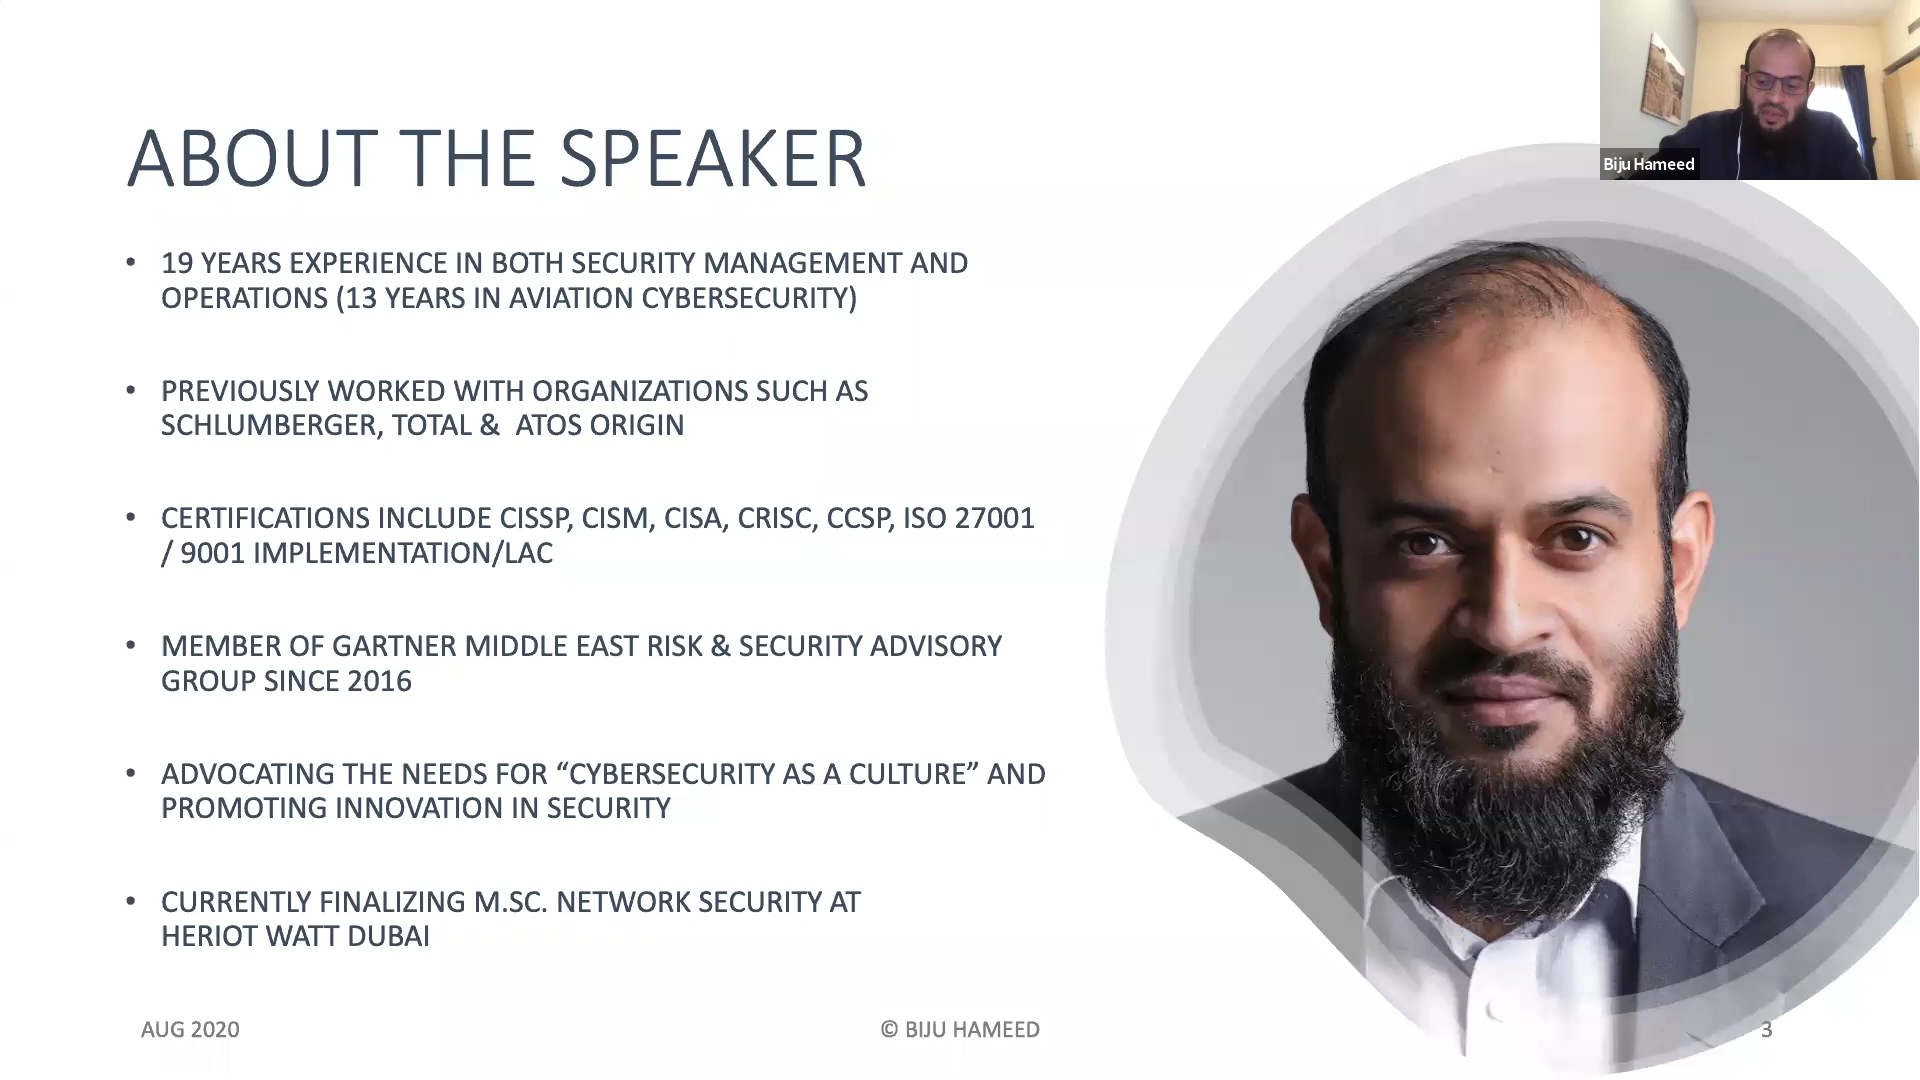 Biju Hameed
ABOUT THE SPEAKER
• 19 YEARS EXPERIENCE IN BOTH SECURITY MANAGEMENT AND
OPERATIONS (13 YEARS IN AVIATION CYBERSECURITY)
• PREVIOUSLY WORKED WITH ORGANIZATIONS SUCH AS
SCHLUMBERGER, TOTAL & ATOS ORIGIN
• CERTIFICATIONS INCLUDE CISSP, CISM, CISA, CRISC, CCSP, ISO 27001
/ 9001 IMPLEMENTATION/LAC
• MEMBER OF GARTNER MIDDLE EAST RISK & SECURITY ADVISORY
GROUP SINCE 2016
• ADVOCATING THE NEEDS FOR “CYBERSECURITY AS A CULTURE” AND
PROMOTING INNOVATION IN SECURITY
• CURRENTLY FINALIZING M.SC. NETWORK SECURITY AT
HERIOT WATT DUBAI
AUG 2020
© BIJU HAMEED
3